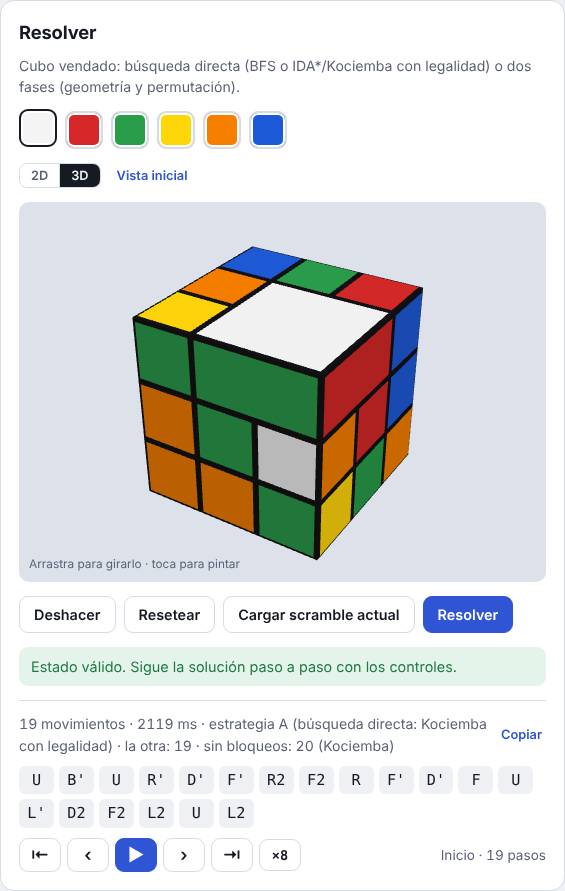 Resolver
Cubo vendado: búsqueda directa (BFS o IDA*/Kociemba con legalidad) o dos
fases (geometría y permutación).
2D 3D Vista inicial
Arrastra para girarlo · toca para pintar
Deshacer Resetear Cargar scramble actual Resolver
Estado válido. Sigue la solución paso a paso con los controles.
19 movimientos · 2119 ms · estrategia A (búsqueda directa: Kociemba
con legalidad) · la otra: 19 · sin bloqueos: 20 (Kociemba)
Copiar
U B' U R' D' F' R2 F2 R F' D' F U
L' D2 F2 L2 U L2
×8 Inicio · 19 pasos